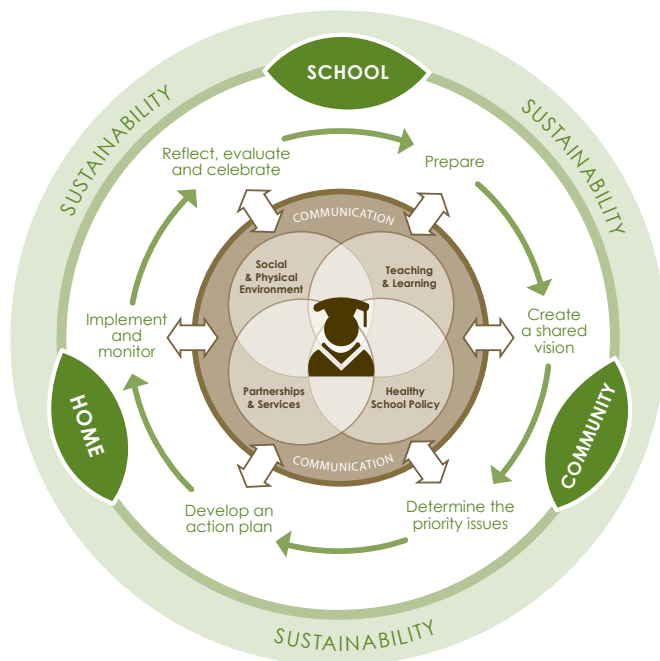 SCHOOL
SUSTAINABILITY
SUSTAINABILITY
Reflect, evaluate
and celebrate
Prepare
COMMUNICATION
Social
& Physical
Environment
Teaching
& Learning
Implement
and
monitor
Create
a shared
vision
Partnerships
& Services
Healthy
School Policy
HOME
COMMUNITY
COMMUNICATION
Develop an
action plan
Determine the
priority issues
SUSTAINABILITY